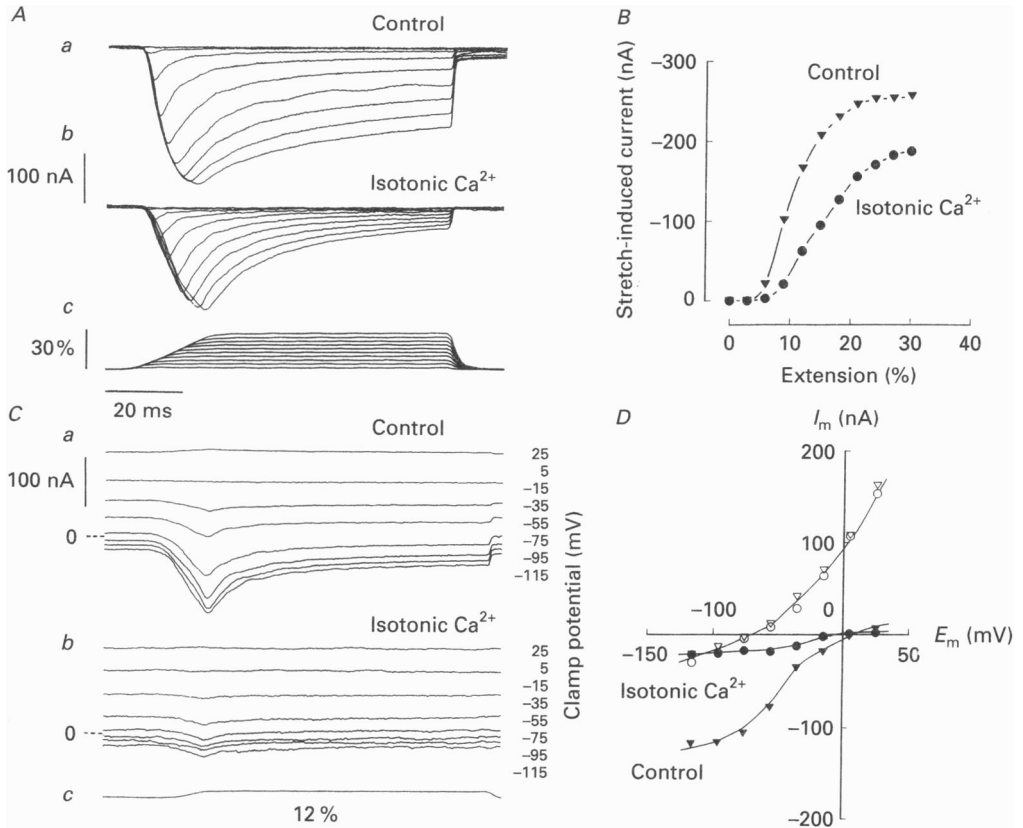 A
Control
a
b
100 nA
Isotonic Ca²⁺
c
30%
20 ms
B
Stretch-induced current (nA)
–300
–200
–100
0
Control
Isotonic Ca²⁺
0 10 20 30 40
Extension (%)
C
a
Control
100 nA
0
25
5
–15
–35
–55
–75
–95
–115
b
Isotonic Ca²⁺
0
25
5
–15
–35
–55
–75
–95
–115
Clamp potential (mV)
c
12 %
D
Iₘ (nA)
200
100
–100
0
–150
50
Eₘ (mV)
Isotonic Ca²⁺
–100
Control
–200